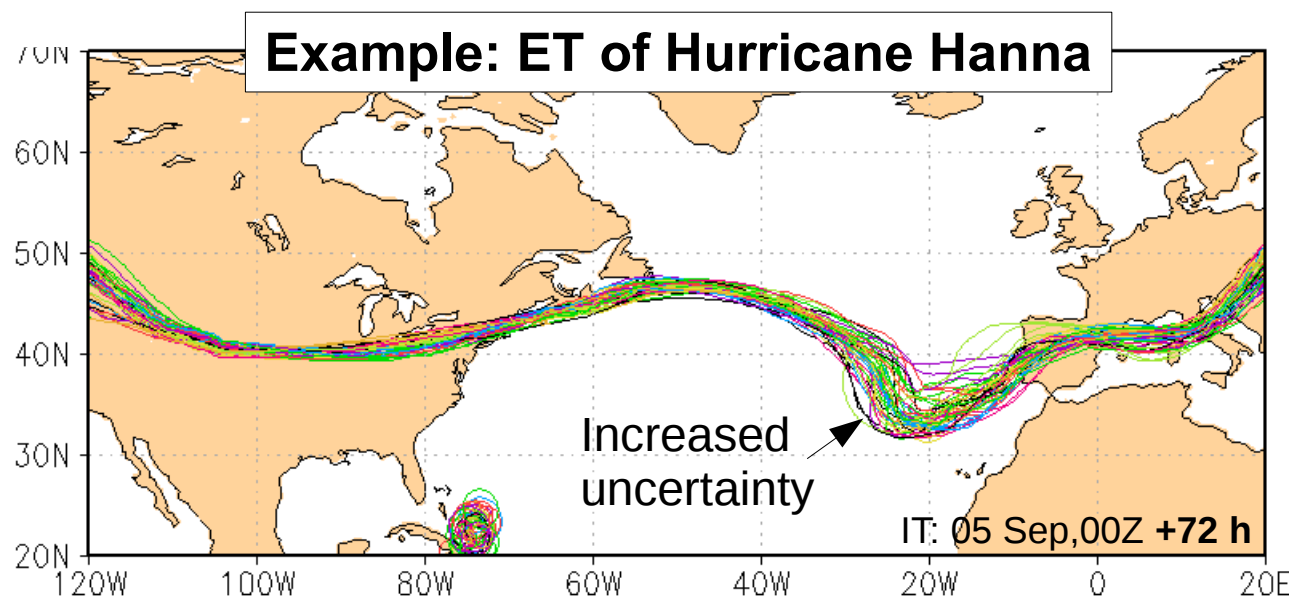 Example: ET of Hurricane Hanna
70N
60N
50N
40N
30N
20N
Increased
uncertainty
IT: 05 Sep,00Z +72 h
120W 100W 80W 60W 40W 20W 0 20E